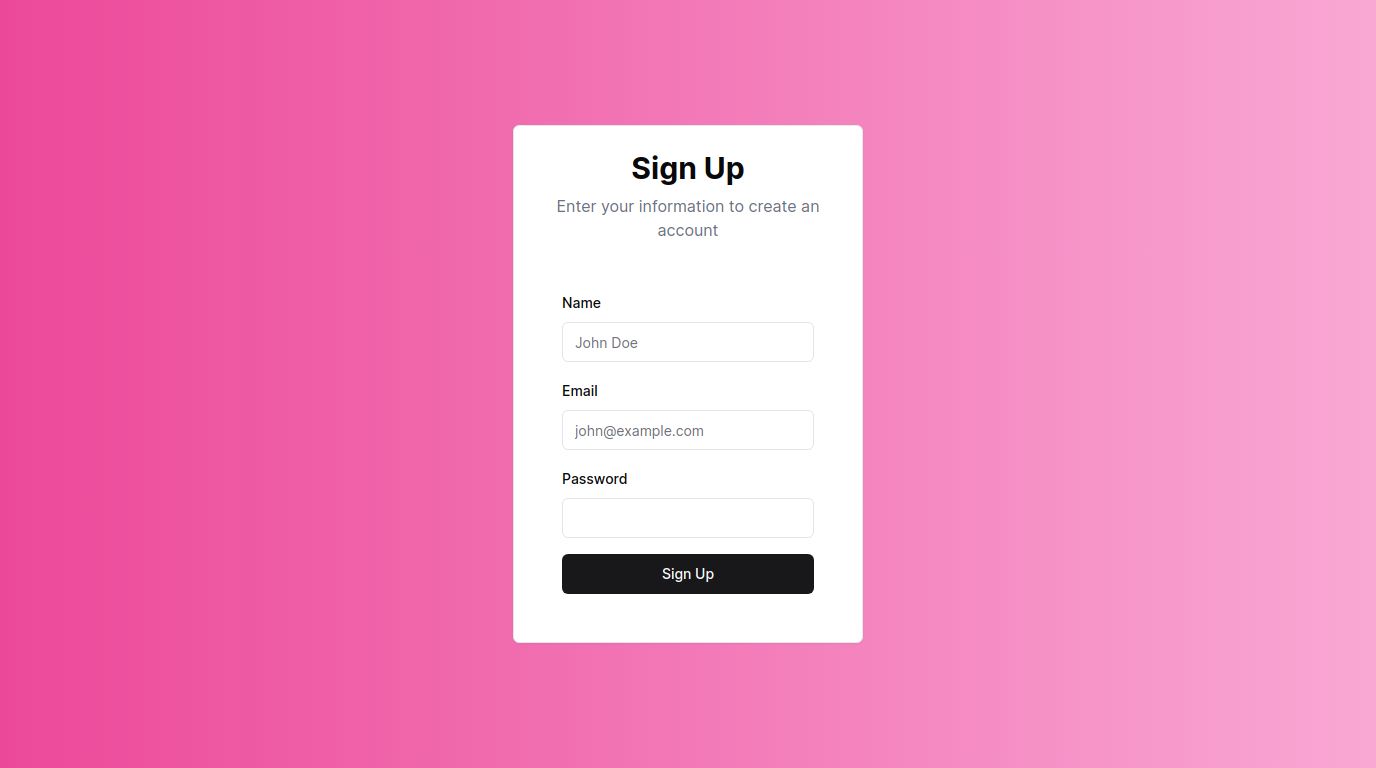 Sign Up
Enter your information to create an
account
Name
John Doe
Email
john@example.com
Password
Sign Up